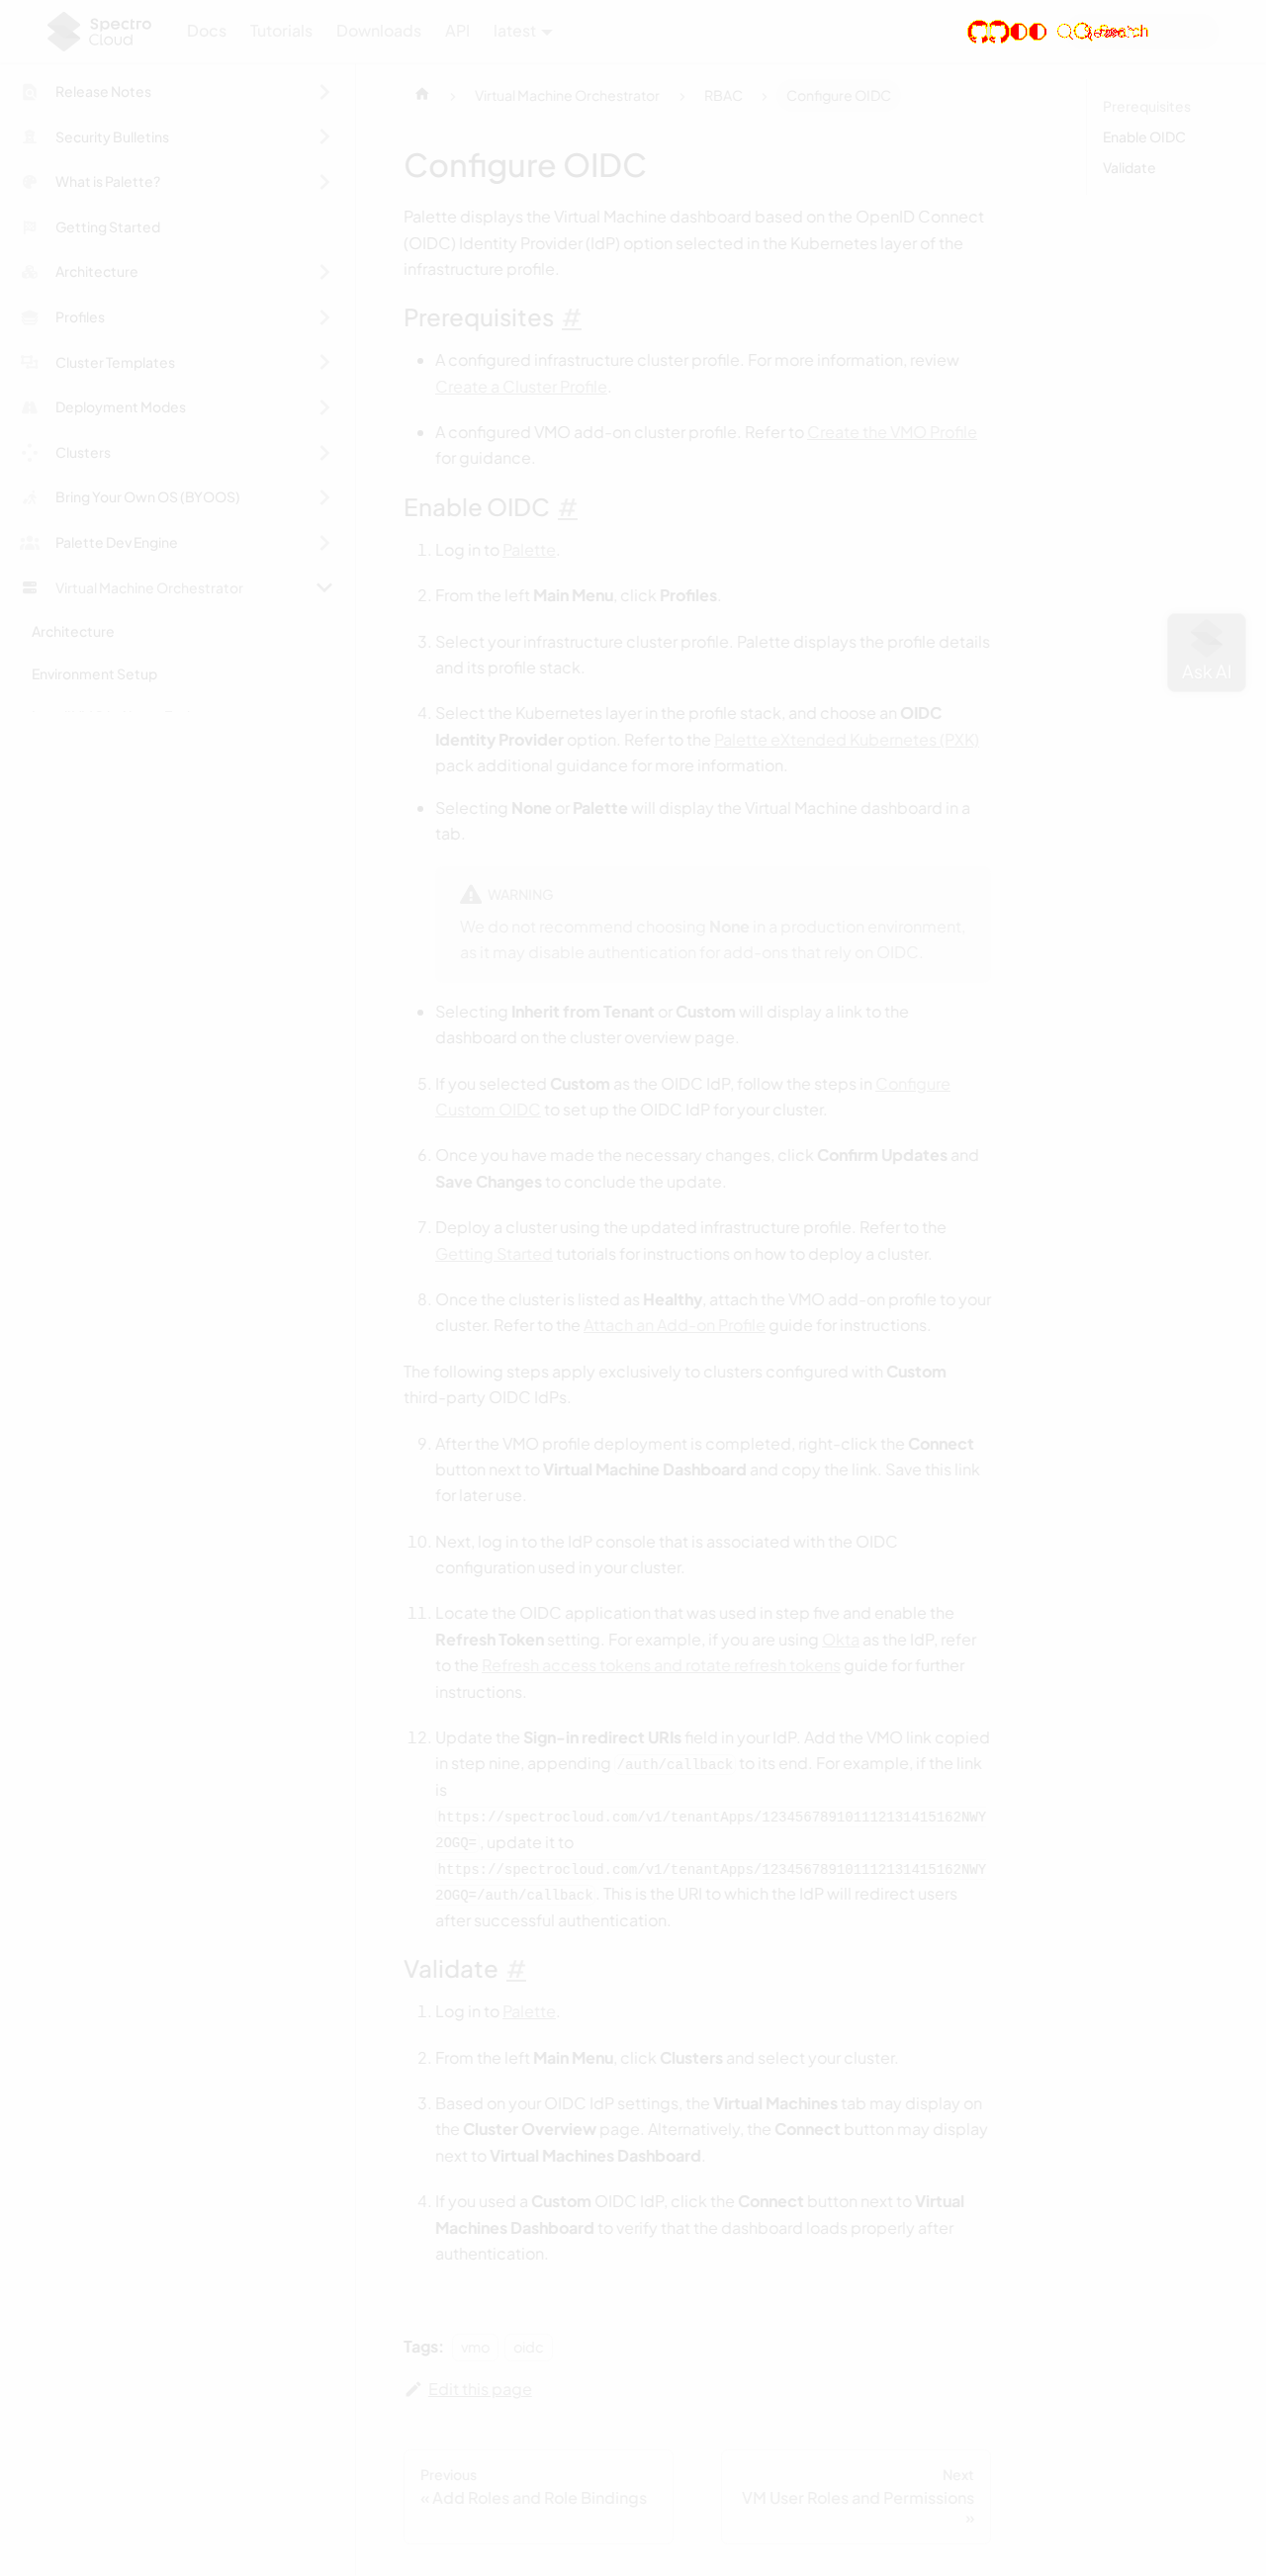 Spectro
Cloud
Docs
Tutorials
Downloads
API
latest
Search
Release Notes
Security Bulletins
What is Palette?
Getting Started
Architecture
Profiles
Cluster Templates
Deployment Modes
Clusters
Bring Your Own OS (BYOOS)
Palette Dev Engine
Virtual Machine Orchestrator
Architecture
Environment Setup
Virtual Machine Orchestrator
RBAC
Configure OIDC
Configure OIDC
Palette displays the Virtual Machine dashboard based on the OpenID Connect
(OIDC) Identity Provider (IdP) option selected in the Kubernetes layer of the
infrastructure profile.
Prerequisites #
• A configured infrastructure cluster profile. For more information, review
Create a Cluster Profile.
• A configured VMO add-on cluster profile. Refer to Create the VMO Profile
for guidance.
Enable OIDC #
1. Log in to Palette.
2. From the left Main Menu, click Profiles.
3. Select your infrastructure cluster profile. Palette displays the profile details
and its profile stack.
4. Select the Kubernetes layer in the profile stack, and choose an OIDC
Identity Provider option. Refer to the Palette eXtended Kubernetes (PXK)
pack additional guidance for more information.
• Selecting None or Palette will display the Virtual Machine dashboard in a
tab.
WARNING
We do not recommend choosing None in a production environment,
as it may disable authentication for add-ons that rely on OIDC.
• Selecting Inherit from Tenant or Custom will display a link to the
dashboard on the cluster overview page.
5. If you selected Custom as the OIDC IdP, follow the steps in Configure
Custom OIDC to set up the OIDC IdP for your cluster.
6. Once you have made the necessary changes, click Confirm Updates and
Save Changes to conclude the update.
7. Deploy a cluster using the updated infrastructure profile. Refer to the
Getting Started tutorials for instructions on how to deploy a cluster.
8. Once the cluster is listed as Healthy, attach the VMO add-on profile to your
cluster. Refer to the Attach an Add-on Profile guide for instructions.
The following steps apply exclusively to clusters configured with Custom
third-party OIDC IdPs.
9. After the VMO profile deployment is completed, right-click the Connect
button next to Virtual Machine Dashboard and copy the link. Save this link
for later use.
10. Next, log in to the IdP console that is associated with the OIDC
configuration used in your cluster.
11. Locate the OIDC application that was used in step five and enable the
Refresh Token setting. For example, if you are using Okta as the IdP, refer
to the Refresh access tokens and rotate refresh tokens guide for further
instructions.
12. Update the Sign-in redirect URIs field in your IdP. Add the VMO link copied
in step nine, appending /auth/callback to its end. For example, if the link
is
https://spectrocloud.com/v1/tenantApps/123456789101112131415162NWY
2OGQ= , update it to
https://spectrocloud.com/v1/tenantApps/123456789101112131415162NWY
2OGQ=/auth/callback . This is the URI to which the IdP will redirect users
after successful authentication.
Validate #
1. Log in to Palette.
2. From the left Main Menu, click Clusters and select your cluster.
3. Based on your OIDC IdP settings, the Virtual Machines tab may display on
the Cluster Overview page. Alternatively, the Connect button may display
next to Virtual Machines Dashboard.
4. If you used a Custom OIDC IdP, click the Connect button next to Virtual
Machines Dashboard to verify that the dashboard loads properly after
authentication.
Tags: vmo oidc
Edit this page
Previous
« Add Roles and Role Bindings
Next
VM User Roles and Permissions
»
Prerequisites
Enable OIDC
Validate
Ask AI